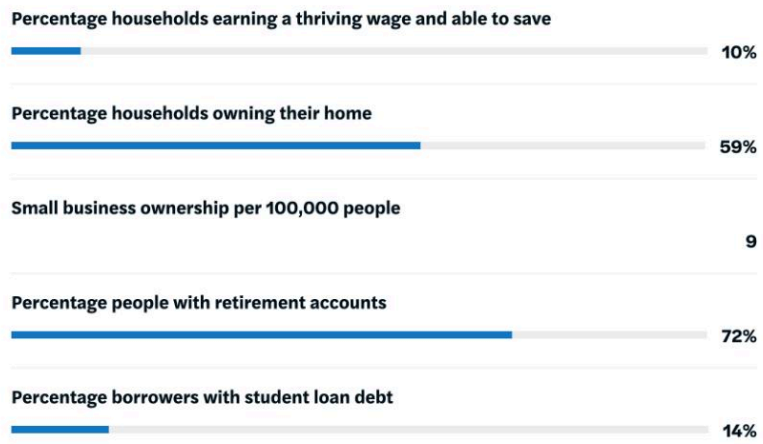 Percentage households earning a thriving wage and able to save
10%
Percentage households owning their home
59%
Small business ownership per 100,000 people
9
Percentage people with retirement accounts
72%
Percentage borrowers with student loan debt
14%